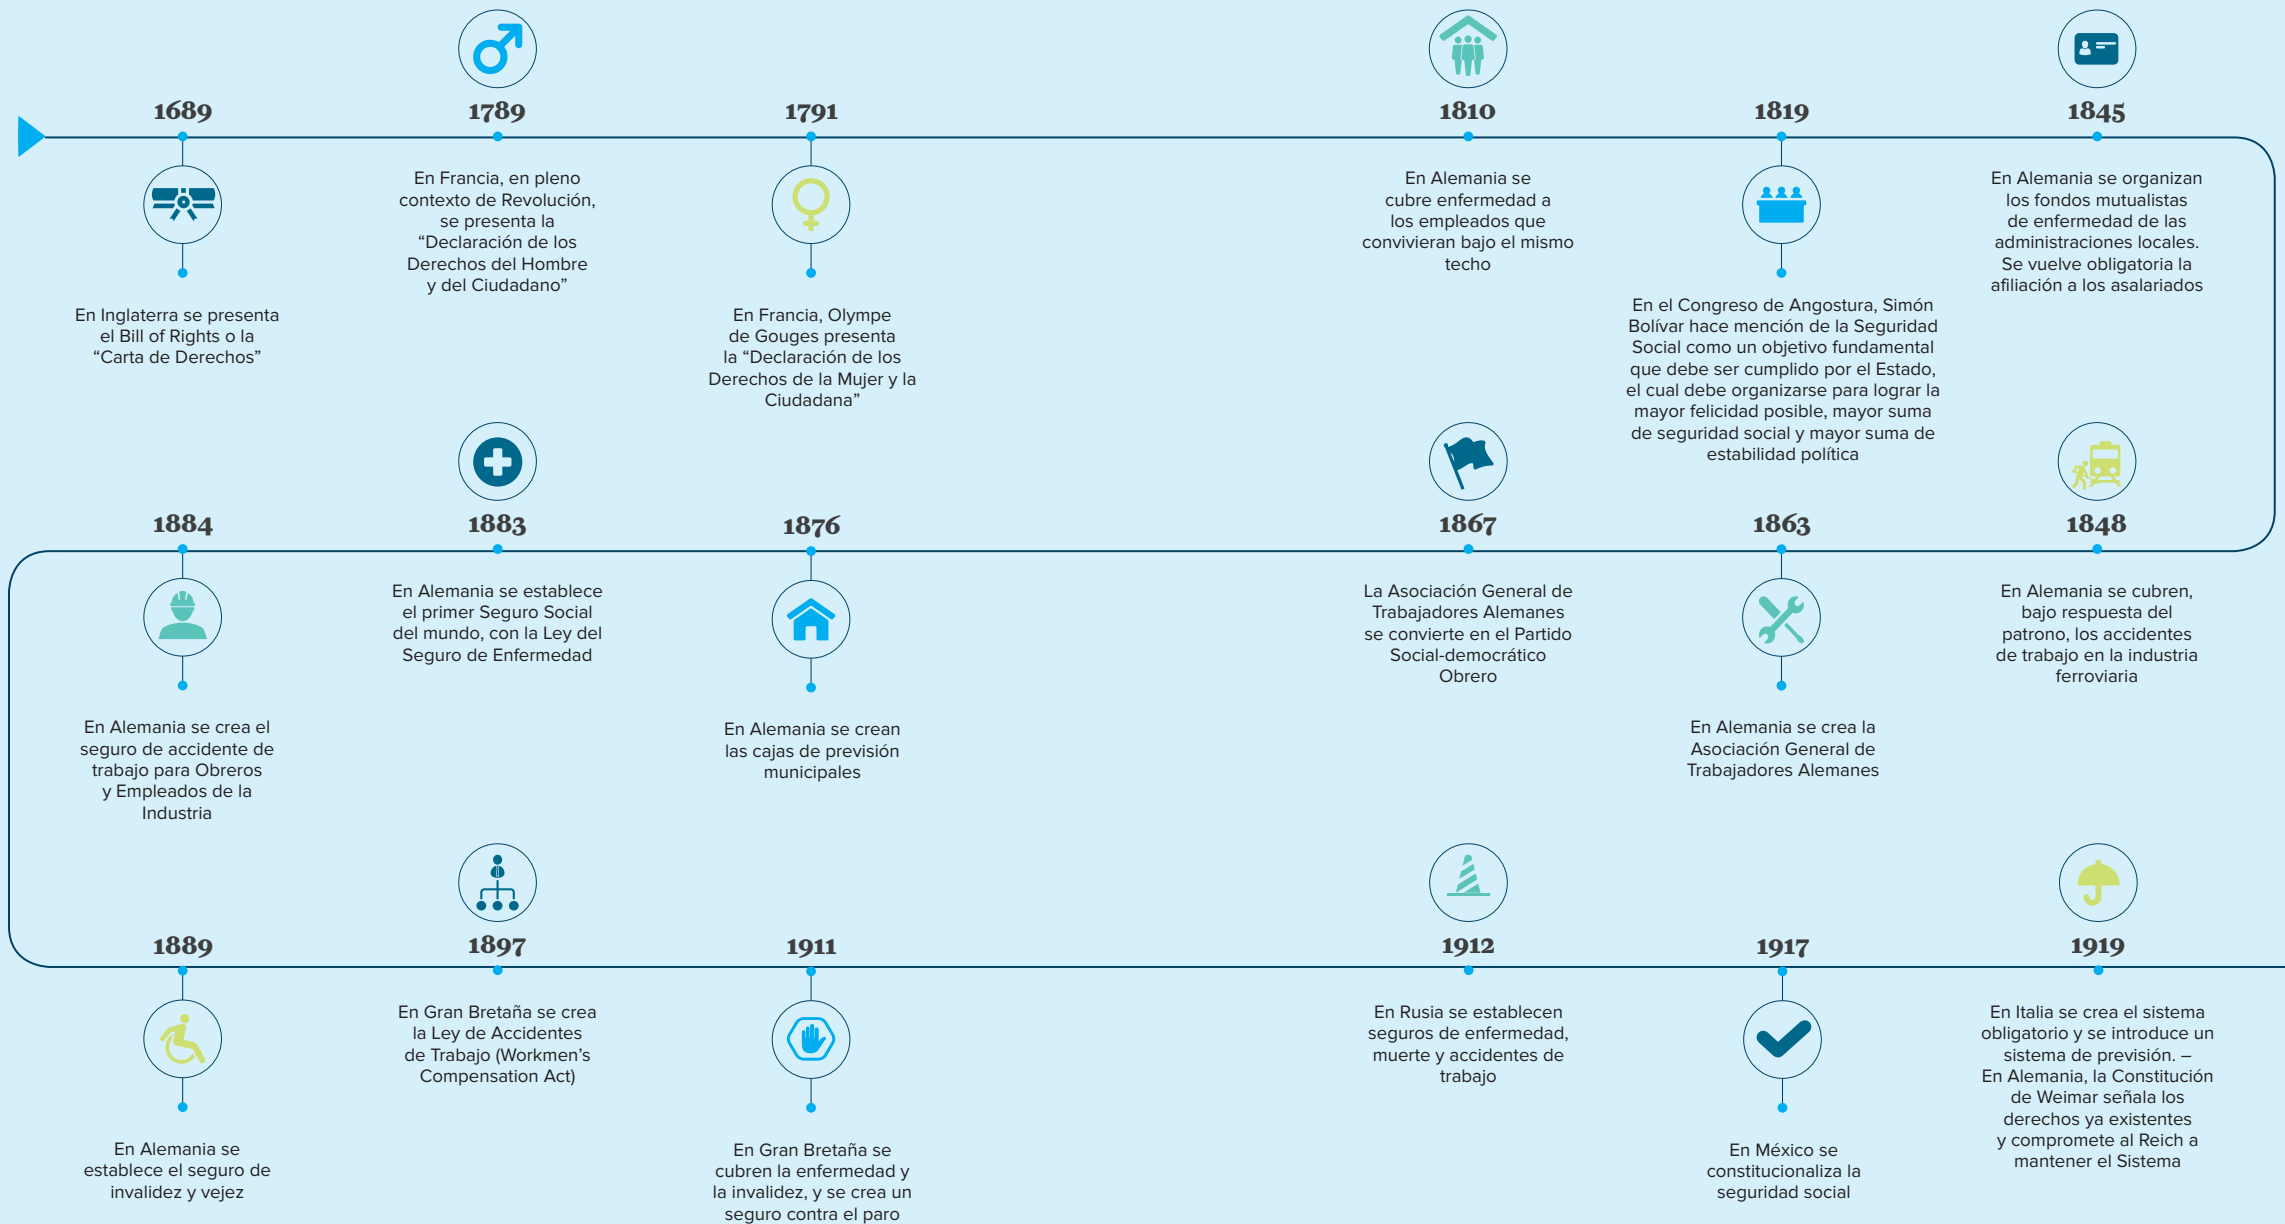 1689
En Inglaterra se presenta
el Bill of Rights o la
“Carta de Derechos”
1789
En Francia, en pleno
contexto de Revolución,
se presenta la
“Declaración de los
Derechos del Hombre
y del Ciudadano”
1791
En Francia, Olympe
de Gouges presenta
la “Declaración de los
Derechos de la Mujer y la
Ciudadana”
1810
En Alemania se
cubre enfermedad a
los empleados que
convivieran bajo el mismo
techo
1819
En el Congreso de Angostura, Simón
Bolívar hace mención de la Seguridad
Social como un objetivo fundamental
que debe ser cumplido por el Estado,
el cual debe organizarse para lograr la
mayor felicidad posible, mayor suma
de seguridad social y mayor suma de
estabilidad política
1845
En Alemania se organizan
los fondos mutualistas
de enfermedad de las
administraciones locales.
Se vuelve obligatoria la
afiliación a los asalariados
1848
En Alemania se cubren,
bajo respuesta del
patrono, los accidentes
de trabajo en la industria
ferroviaria
1863
En Alemania se crea la
Asociación General de
Trabajadores Alemanes
1867
La Asociación General de
Trabajadores Alemanes
se convierte en el Partido
Social-democrático
Obrero
1876
En Alemania se crean
las cajas de previsión
municipales
1883
En Alemania se establece
el primer Seguro Social
del mundo, con la Ley del
Seguro de Enfermedad
1884
En Alemania se crea el
seguro de accidente de
trabajo para Obreros
y Empleados de la
Industria
1889
En Alemania se
establece el seguro de
invalidez y vejez
1897
En Gran Bretaña se crea
la Ley de Accidentes
de Trabajo (Workmen’s
Compensation Act)
1911
En Gran Bretaña se
cubren la enfermedad y
la invalidez, y se crea un
seguro contra el paro
1912
En Rusia se establecen
seguros de enfermedad,
muerte y accidentes de
trabajo
1917
En México se
constitucionaliza la
seguridad social
1919
En Italia se crea el sistema
obligatorio y se introduce un
sistema de previsión. –
En Alemania, la Constitución
de Weimar señala los
derechos ya existentes
y compromete al Reich a
mantener el Sistema